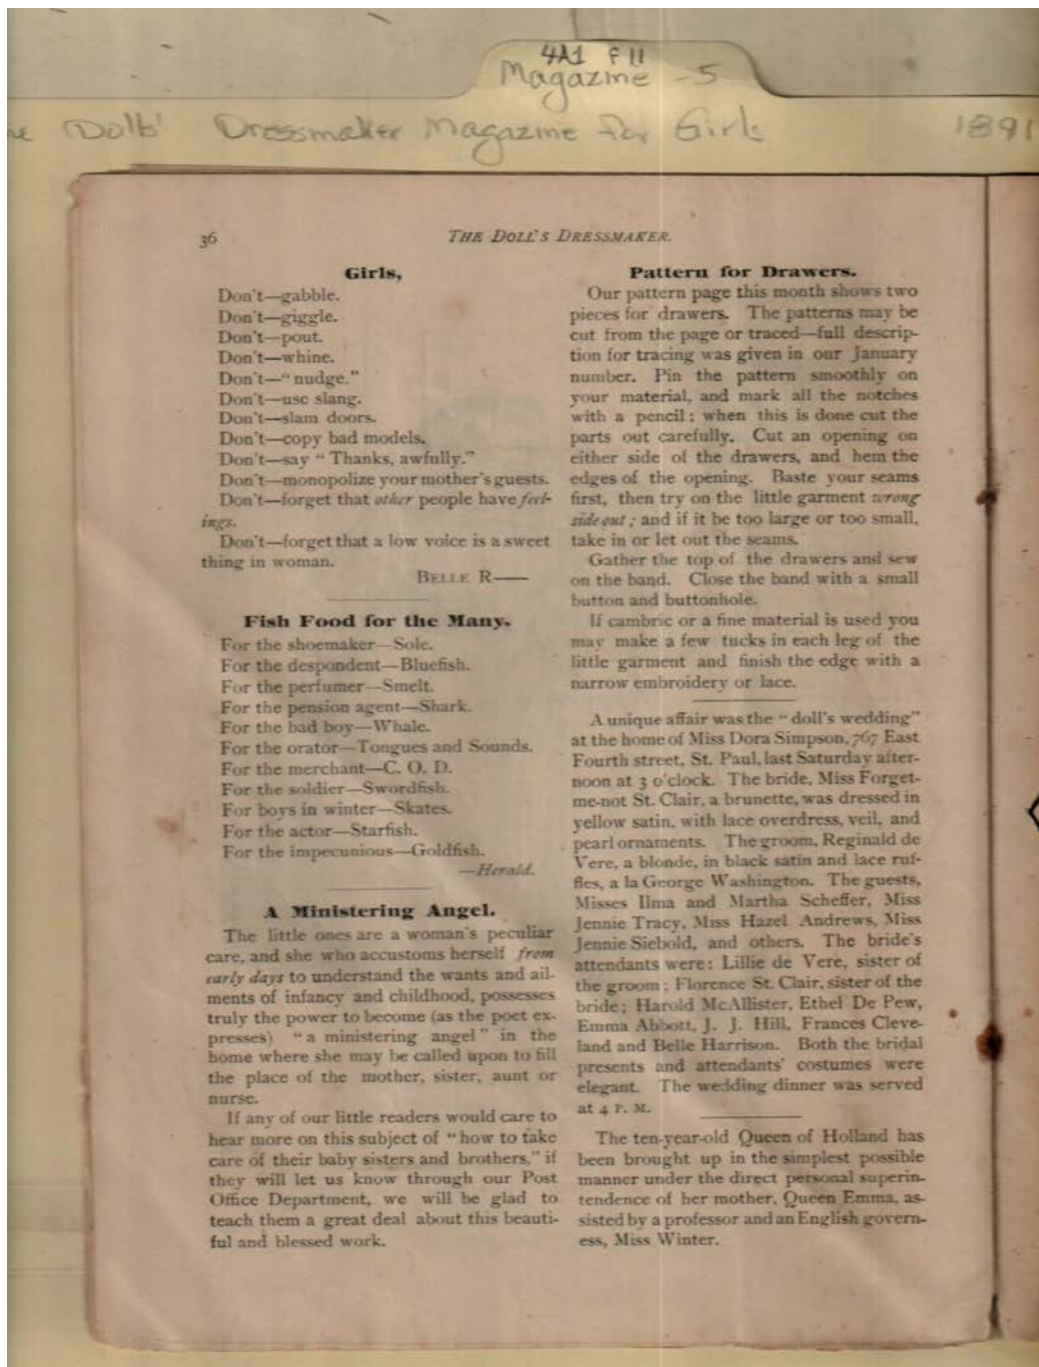 4A1 F11
Magazine -5
Dolls' Dressmaker Magazine for Girls 1891
36
THE DOLL'S DRESSMAKER.
Girls,
Don't—gabble.
Don't—giggle.
Don't—pout.
Don't—whine.
Don't—"nudge."
Don't—use slang.
Don't—slam doors.
Don't—copy bad models.
Don't—say "Thanks, awfully."
Don't—monopolize your mother's guests.
Don't—forget that other people have feel-
ings.
Don't—forget that a low voice is a sweet
thing in woman.
BELLE R——
Fish Food for the Many.
For the shoemaker—Sole.
For the despondent—Bluefish.
For the perfumer—Smelt.
For the pension agent—Shark.
For the bad boy—Whale.
For the orator—Tongues and Sounds.
For the merchant—C. O. D.
For the soldier—Swordfish.
For boys in winter—Skates.
For the actor—Starfish.
For the impecunious—Goldfish.
—Herald.
A Ministering Angel.
The little ones are a woman's peculiar
care, and she who accustoms herself from
early days to understand the wants and ail-
ments of infancy and childhood, possesses
truly the power to become (as the poet ex-
presses) "a ministering angel" in the
home where she may be called upon to fill
the place of the mother, sister, aunt or
nurse.
If any of our little readers would care to
hear more on this subject of "how to take
care of their baby sisters and brothers," if
they will let us know through our Post
Office Department, we will be glad to
teach them a great deal about this beauti-
ful and blessed work.
Pattern for Drawers.
Our pattern page this month shows two
pieces for drawers. The patterns may be
cut from the page or traced—full descrip-
tion for tracing was given in our January
number. Pin the pattern smoothly on
your material, and mark all the notches
with a pencil; when this is done cut the
parts out carefully. Cut an opening on
either side of the drawers, and hem the
edges of the opening. Baste your seams
first, then try on the little garment wrong
side out; and if it be too large or too small,
take in or let out the seams.
Gather the top of the drawers and sew
on the band. Close the band with a small
button and buttonhole.
If cambric or a fine material is used you
may make a few tucks in each leg of the
little garment and finish the edge with a
narrow embroidery or lace.
A unique affair was the "doll's wedding"
at the home of Miss Dora Simpson, 767 East
Fourth street, St. Paul, last Saturday after-
noon at 3 o'clock. The bride, Miss Forget-
me-not St. Clair, a brunette, was dressed in
yellow satin, with lace overdress, veil, and
pearl ornaments. The groom, Reginald de
Vere, a blonde, in black satin and lace ruf-
fles, a la George Washington. The guests,
Misses Ilma and Martha Scheffer, Miss
Jennie Tracy, Miss Hazel Andrews, Miss
Jennie Siebold, and others. The bride's
attendants were: Lillie de Vere, sister of
the groom; Florence St. Clair, sister of the
bride; Harold McAllister, Ethel De Pew,
Emma Abbott, J. J. Hill, Frances Cleve-
land and Belle Harrison. Both the bridal
presents and attendants' costumes were
elegant. The wedding dinner was served
at 4 P. M.
The ten-year-old Queen of Holland has
been brought up in the simplest possible
manner under the direct personal superin-
tendence of her mother, Queen Emma, as-
sisted by a professor and an English govern-
ess, Miss Winter.